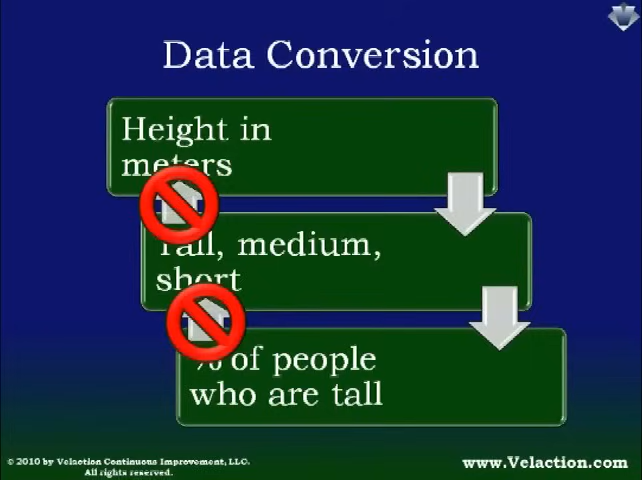 Data Conversion
Height in
meters
Tall, medium,
short
% of people
who are tall
© 2010 by Velaction Continuous Improvement, LLC.
All rights reserved.
www.Velaction.com